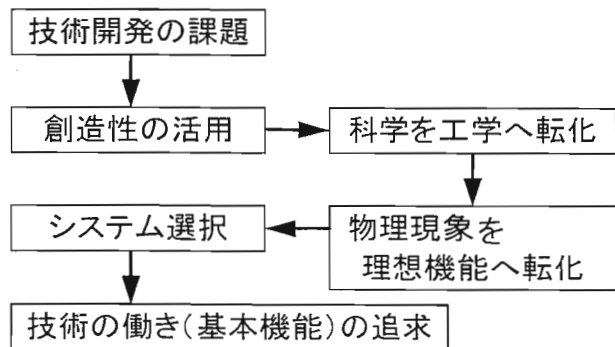 技術開発の課題
創造性の活用
科学を工学へ転化
物理現象を
理想機能へ転化
システム選択
技術の働き(基本機能)の追求